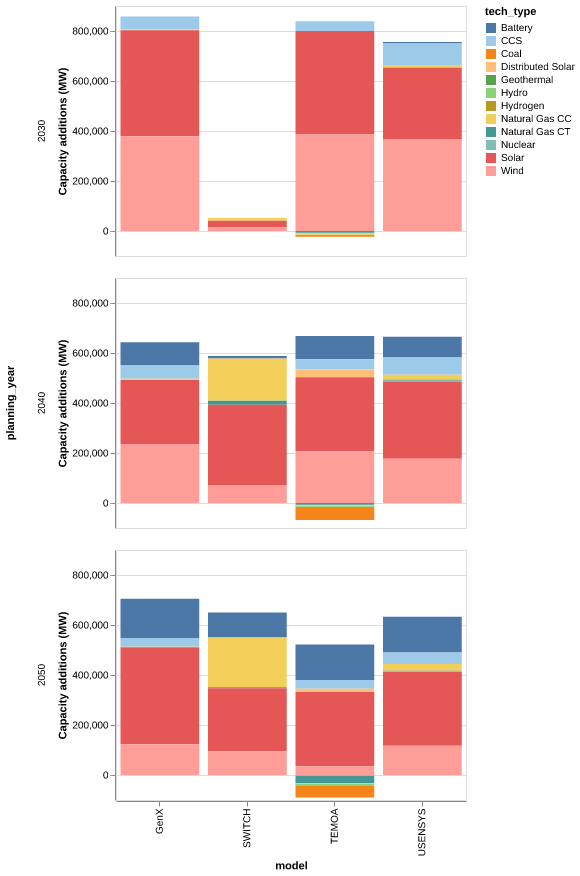 tech_type
Battery
CCS
Coal
Distributed Solar
Geothermal
Hydro
Hydrogen
Natural Gas CC
Natural Gas CT
Nuclear
Solar
Wind
planning_year
2030
Capacity additions (MW)
800,000
600,000
400,000
200,000
0
2040
Capacity additions (MW)
800,000
600,000
400,000
200,000
0
2050
Capacity additions (MW)
800,000
600,000
400,000
200,000
0
GenX
SWITCH
TEMOA
USENSYS
model